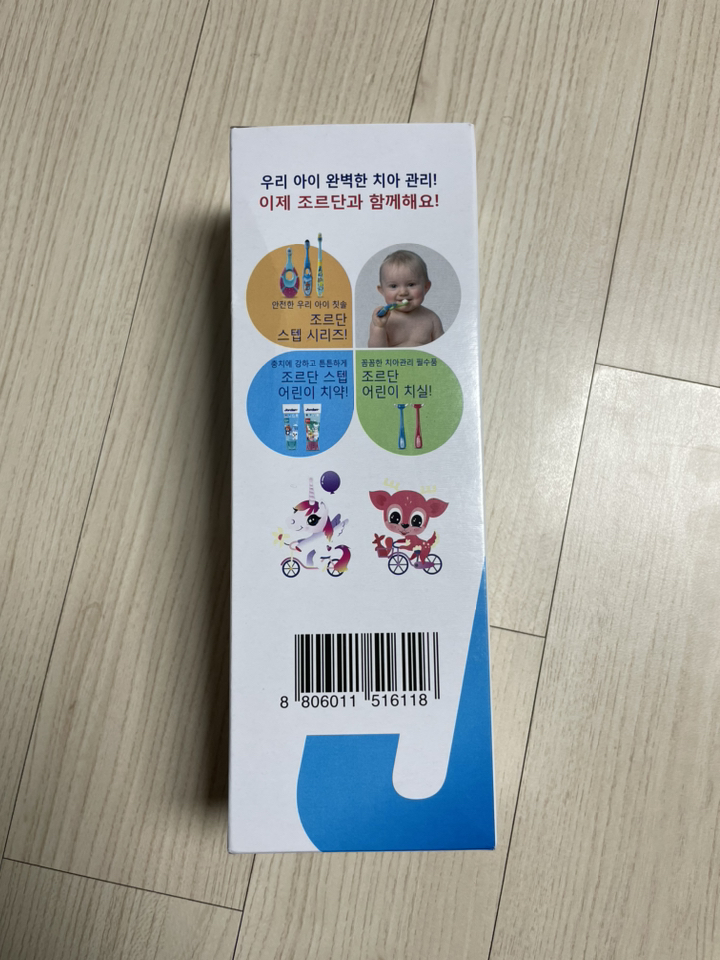 우리 아이 완벽한 치아 관리!
이제 조르단과 함께해요!
안전한 우리 아이 칫솔
조르단
스텝 시리즈!
충치에 강하고 튼튼하게
조르단 스텝
어린이 치약!
꼼꼼한 치아관리 필수품
조르단
어린이 치실!
Jordan
Jordan
8 806011 516118